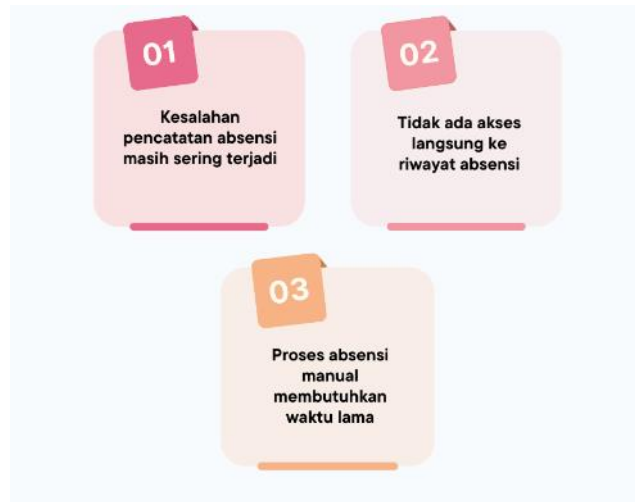 01
Kesalahan
pencatatan absensi
masih sering terjadi
02
Tidak ada akses
langsung ke
riwayat absensi
03
Proses absensi
manual
membutuhkan
waktu lama